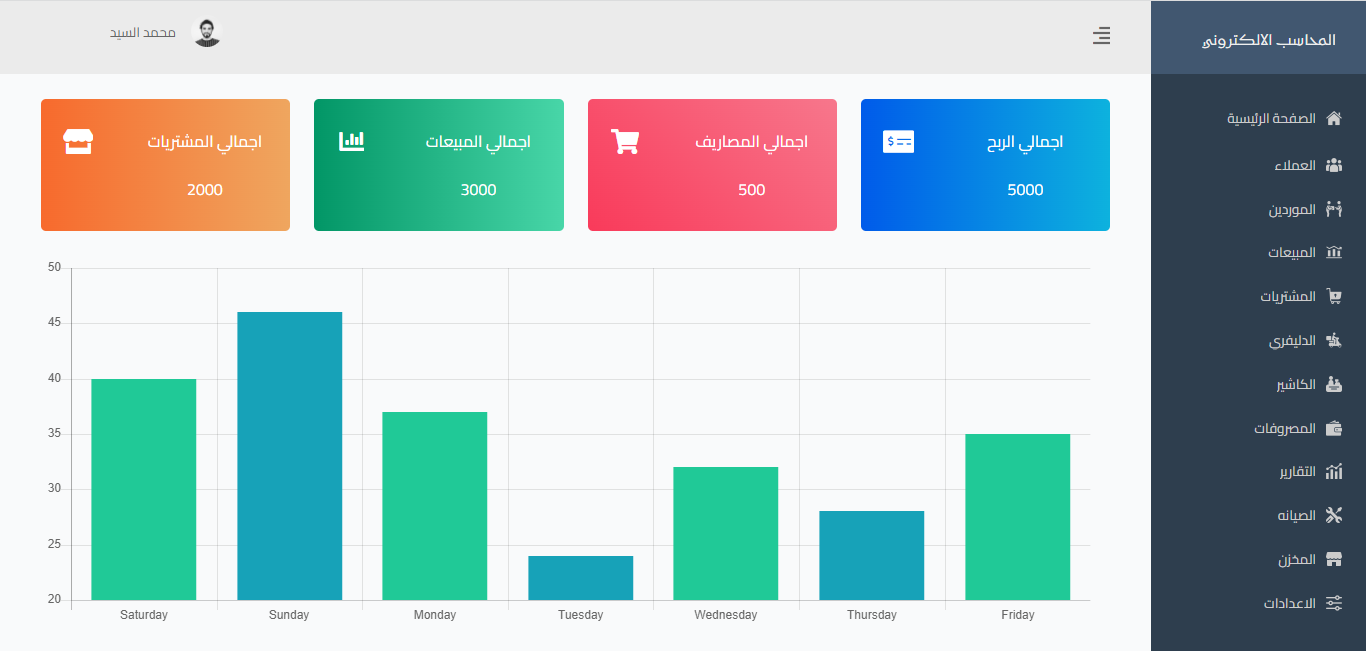 المحاسب الالكتروني
محمد السيد
الصفحة الرئيسية
العملاء
الموردين
المبيعات
المشتريات
الدليفري
الكاشير
المصروفات
التقارير
الصيانه
المخزن
الاعدادات
اجمالي الربح
5000
اجمالي المصاريف
500
اجمالي المبيعات
3000
اجمالي المشتريات
2000
50
45
40
35
30
25
20
Saturday Sunday Monday Tuesday Wednesday Thursday Friday